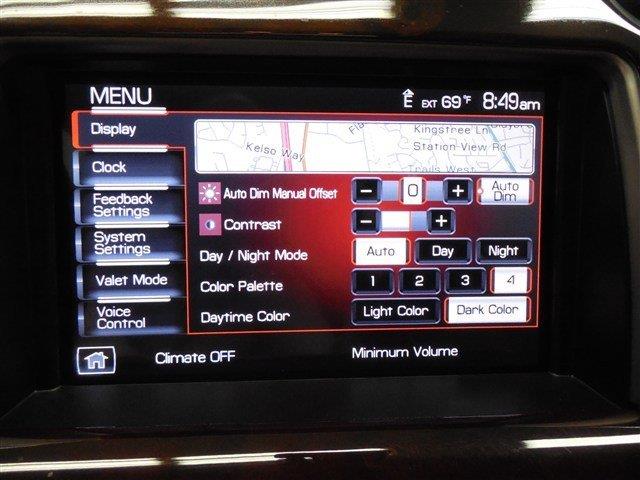 MENU E EXT 69°F 8:49am
Display
Clock
Feedback Settings
System Settings
Valet Mode
Voice Control
Kelso Way
Kingstree Ln
Station View Rd
Trails West
Auto Dim Manual Offset - 0 + Auto Dim
Contrast - +
Day / Night Mode Auto Day Night
Color Palette 1 2 3 4
Daytime Color Light Color Dark Color
Climate OFF Minimum Volume